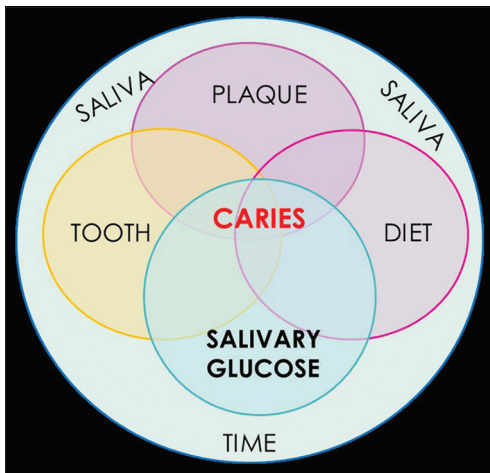 SALIVA
PLAQUE
SALIVA
TOOTH
CARIES
DIET
SALIVARY
GLUCOSE
TIME